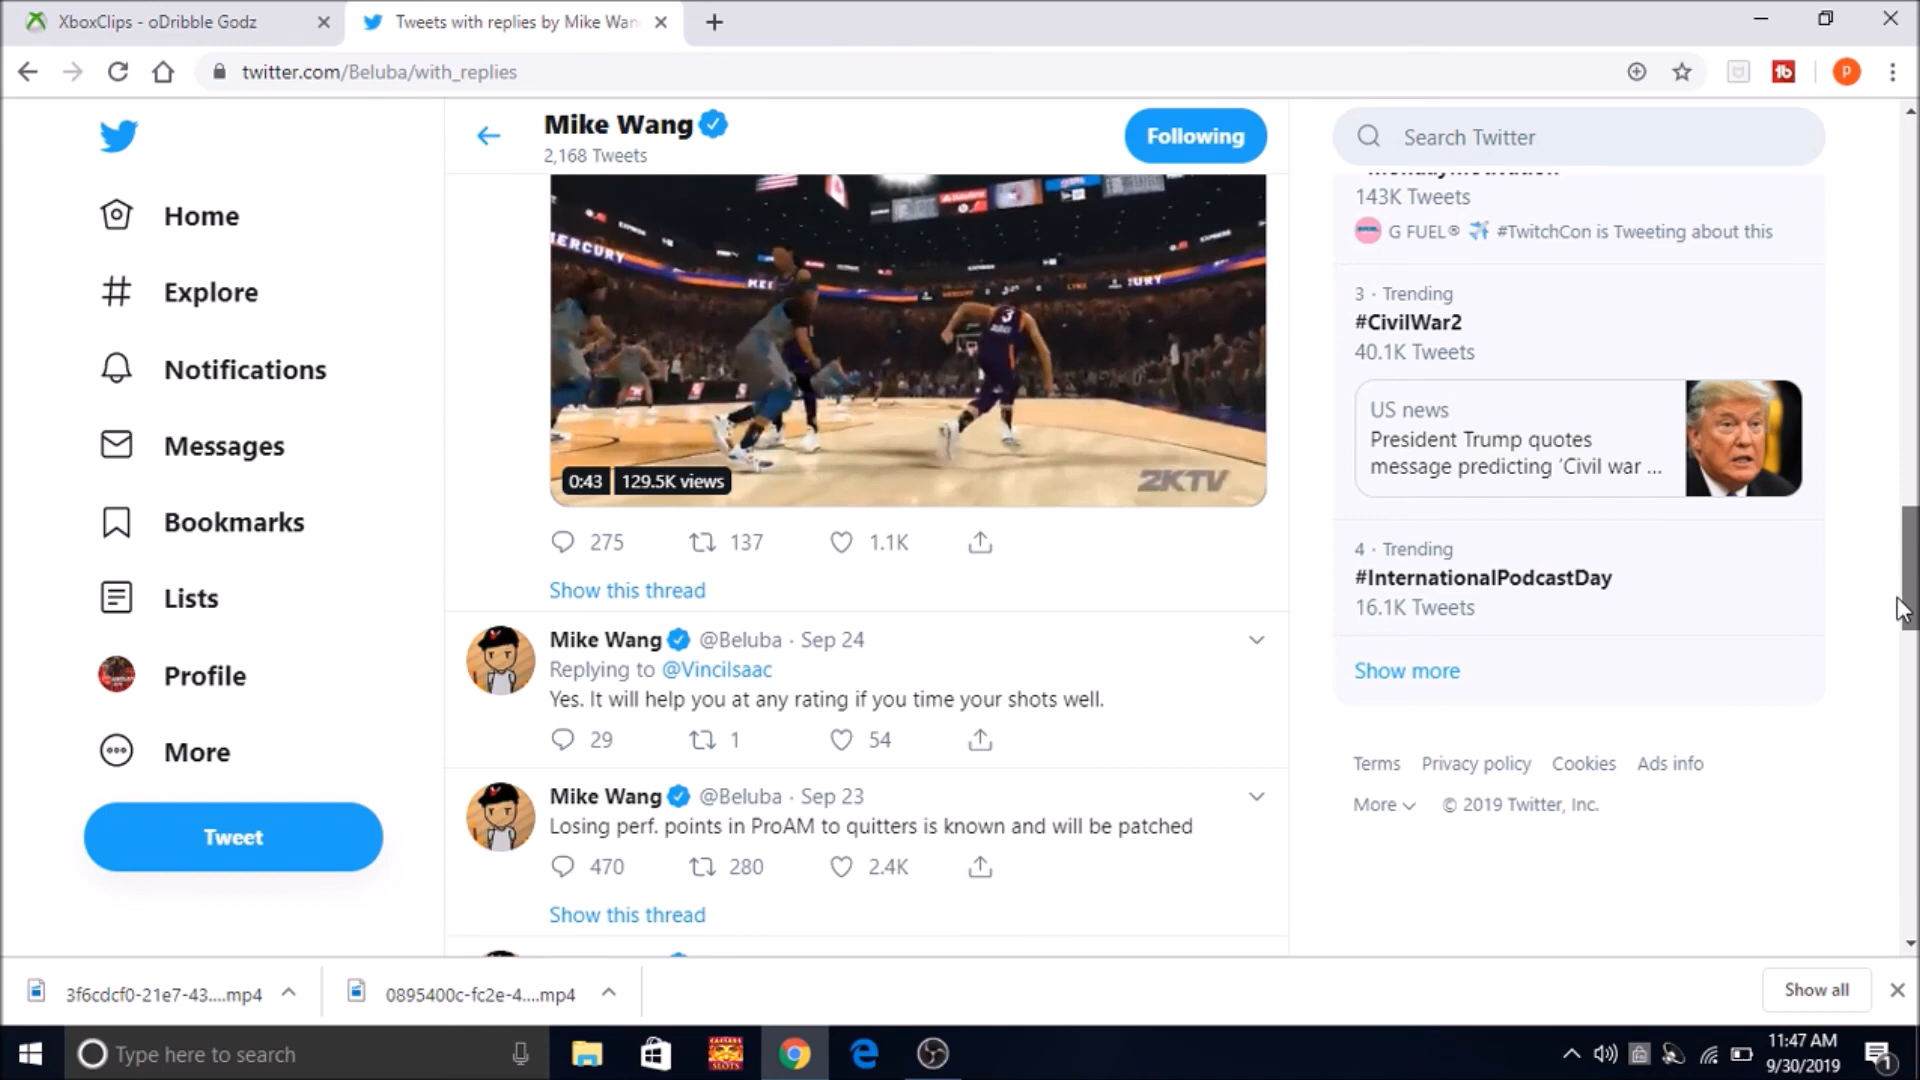 XboxClips - oDribble Godz
Tweets with replies by Mike Wan
twitter.com/Beluba/with_replies
Mike Wang
2,168 Tweets
Following
Search Twitter
Home
Explore
Notifications
Messages
Bookmarks
Lists
Profile
More
Tweet
ERCURY
3
0:43
129.5K views
2KTV
275
137
1.1K
Show this thread
Mike Wang @Beluba · Sep 24
Replying to @VinciIsaac
Yes. It will help you at any rating if you time your shots well.
29
1
54
Mike Wang @Beluba · Sep 23
Losing perf. points in ProAM to quitters is known and will be patched
470
280
2.4K
Show this thread
143K Tweets
G FUEL® #TwitchCon is Tweeting about this
3 · Trending
#CivilWar2
40.1K Tweets
US news
President Trump quotes
message predicting ‘Civil war ...
4 · Trending
#InternationalPodcastDay
16.1K Tweets
Show more
Terms Privacy policy Cookies Ads info
More © 2019 Twitter, Inc.
3f6cdcf0-21e7-43....mp4
0895400c-fc2e-4....mp4
Show all
Type here to search
11:47 AM
9/30/2019
1